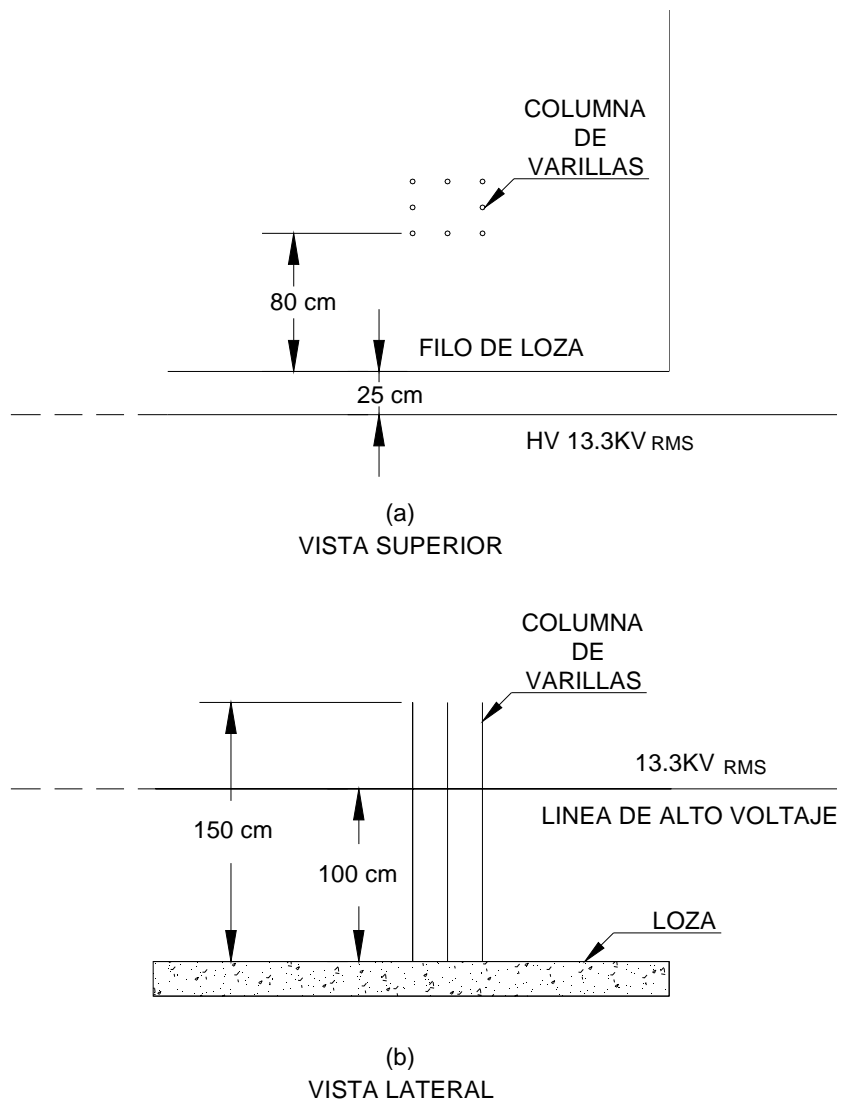 COLUMNA
DE
VARILLAS
80 cm
FILO DE LOZA
25 cm
HV 13.3KV RMS
(a)
VISTA SUPERIOR
COLUMNA
DE
VARILLAS
13.3KV RMS
LINEA DE ALTO VOLTAJE
150 cm
100 cm
LOZA
(b)
VISTA LATERAL